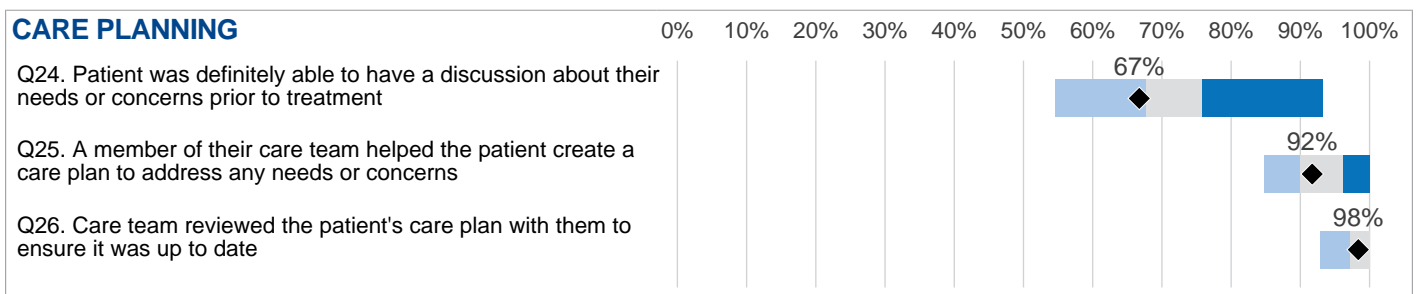 CARE PLANNING 0% 10% 20% 30% 40% 50% 60% 70% 80% 90% 100%
Q24. Patient was definitely able to have a discussion about their
needs or concerns prior to treatment
67%
Q25. A member of their care team helped the patient create a
care plan to address any needs or concerns
92%
Q26. Care team reviewed the patient's care plan with them to
ensure it was up to date
98%